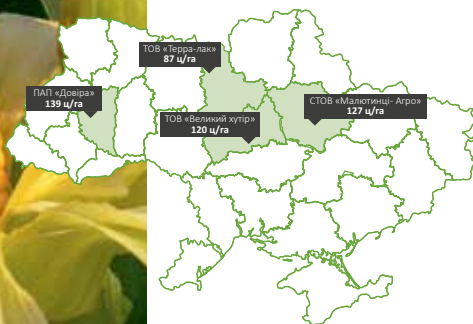 ТОВ «Терра-лак»
87 ц/га
ПАП «Довіра»
139 ц/га
СТОВ «Малютинці- Агро»
127 ц/га
ТОВ «Великий хутір»
120 ц/га